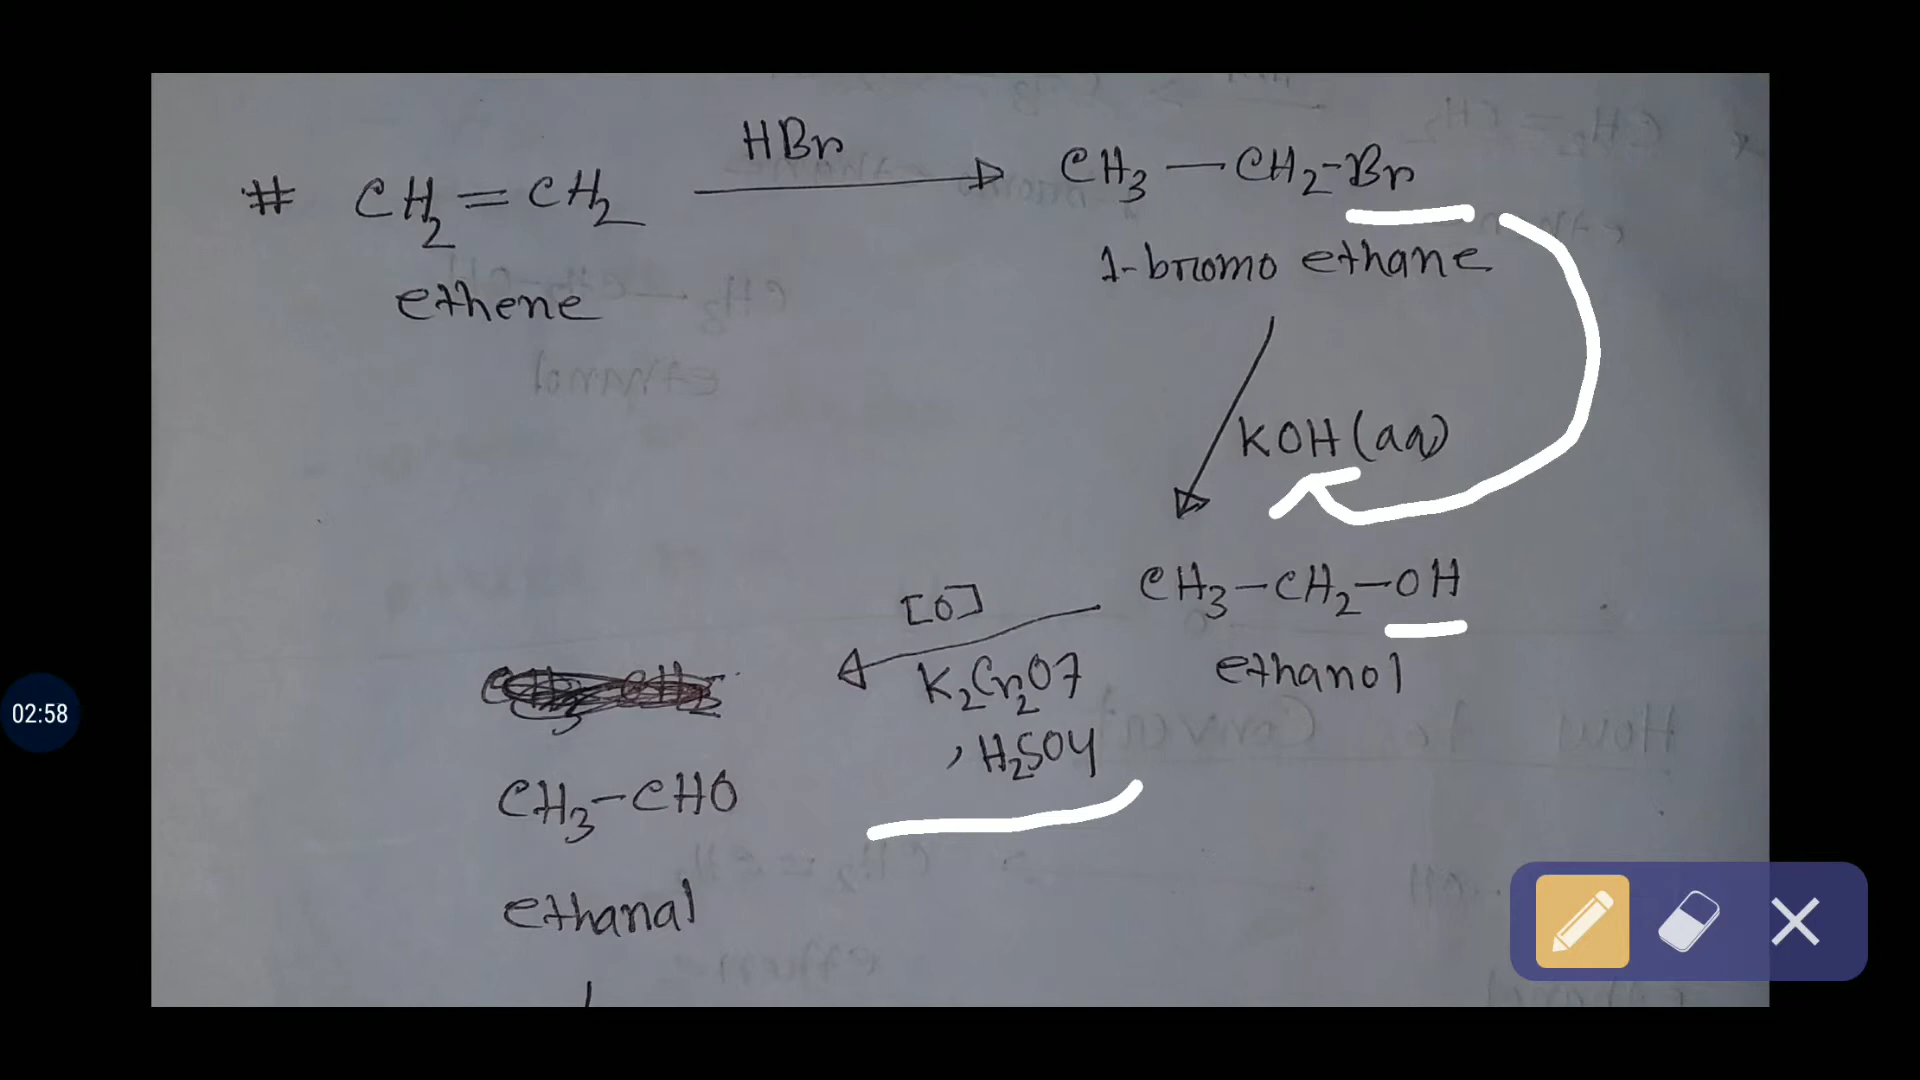 HBr
# CH2=CH2 → CH3—CH2-Br
ethene
1-bromo ethane
KOH(aq)
CH3-CH2-OH
ethanol
[O]
K2Cr2O7
, H2SO4
CH3-CHO
ethanal
02:58